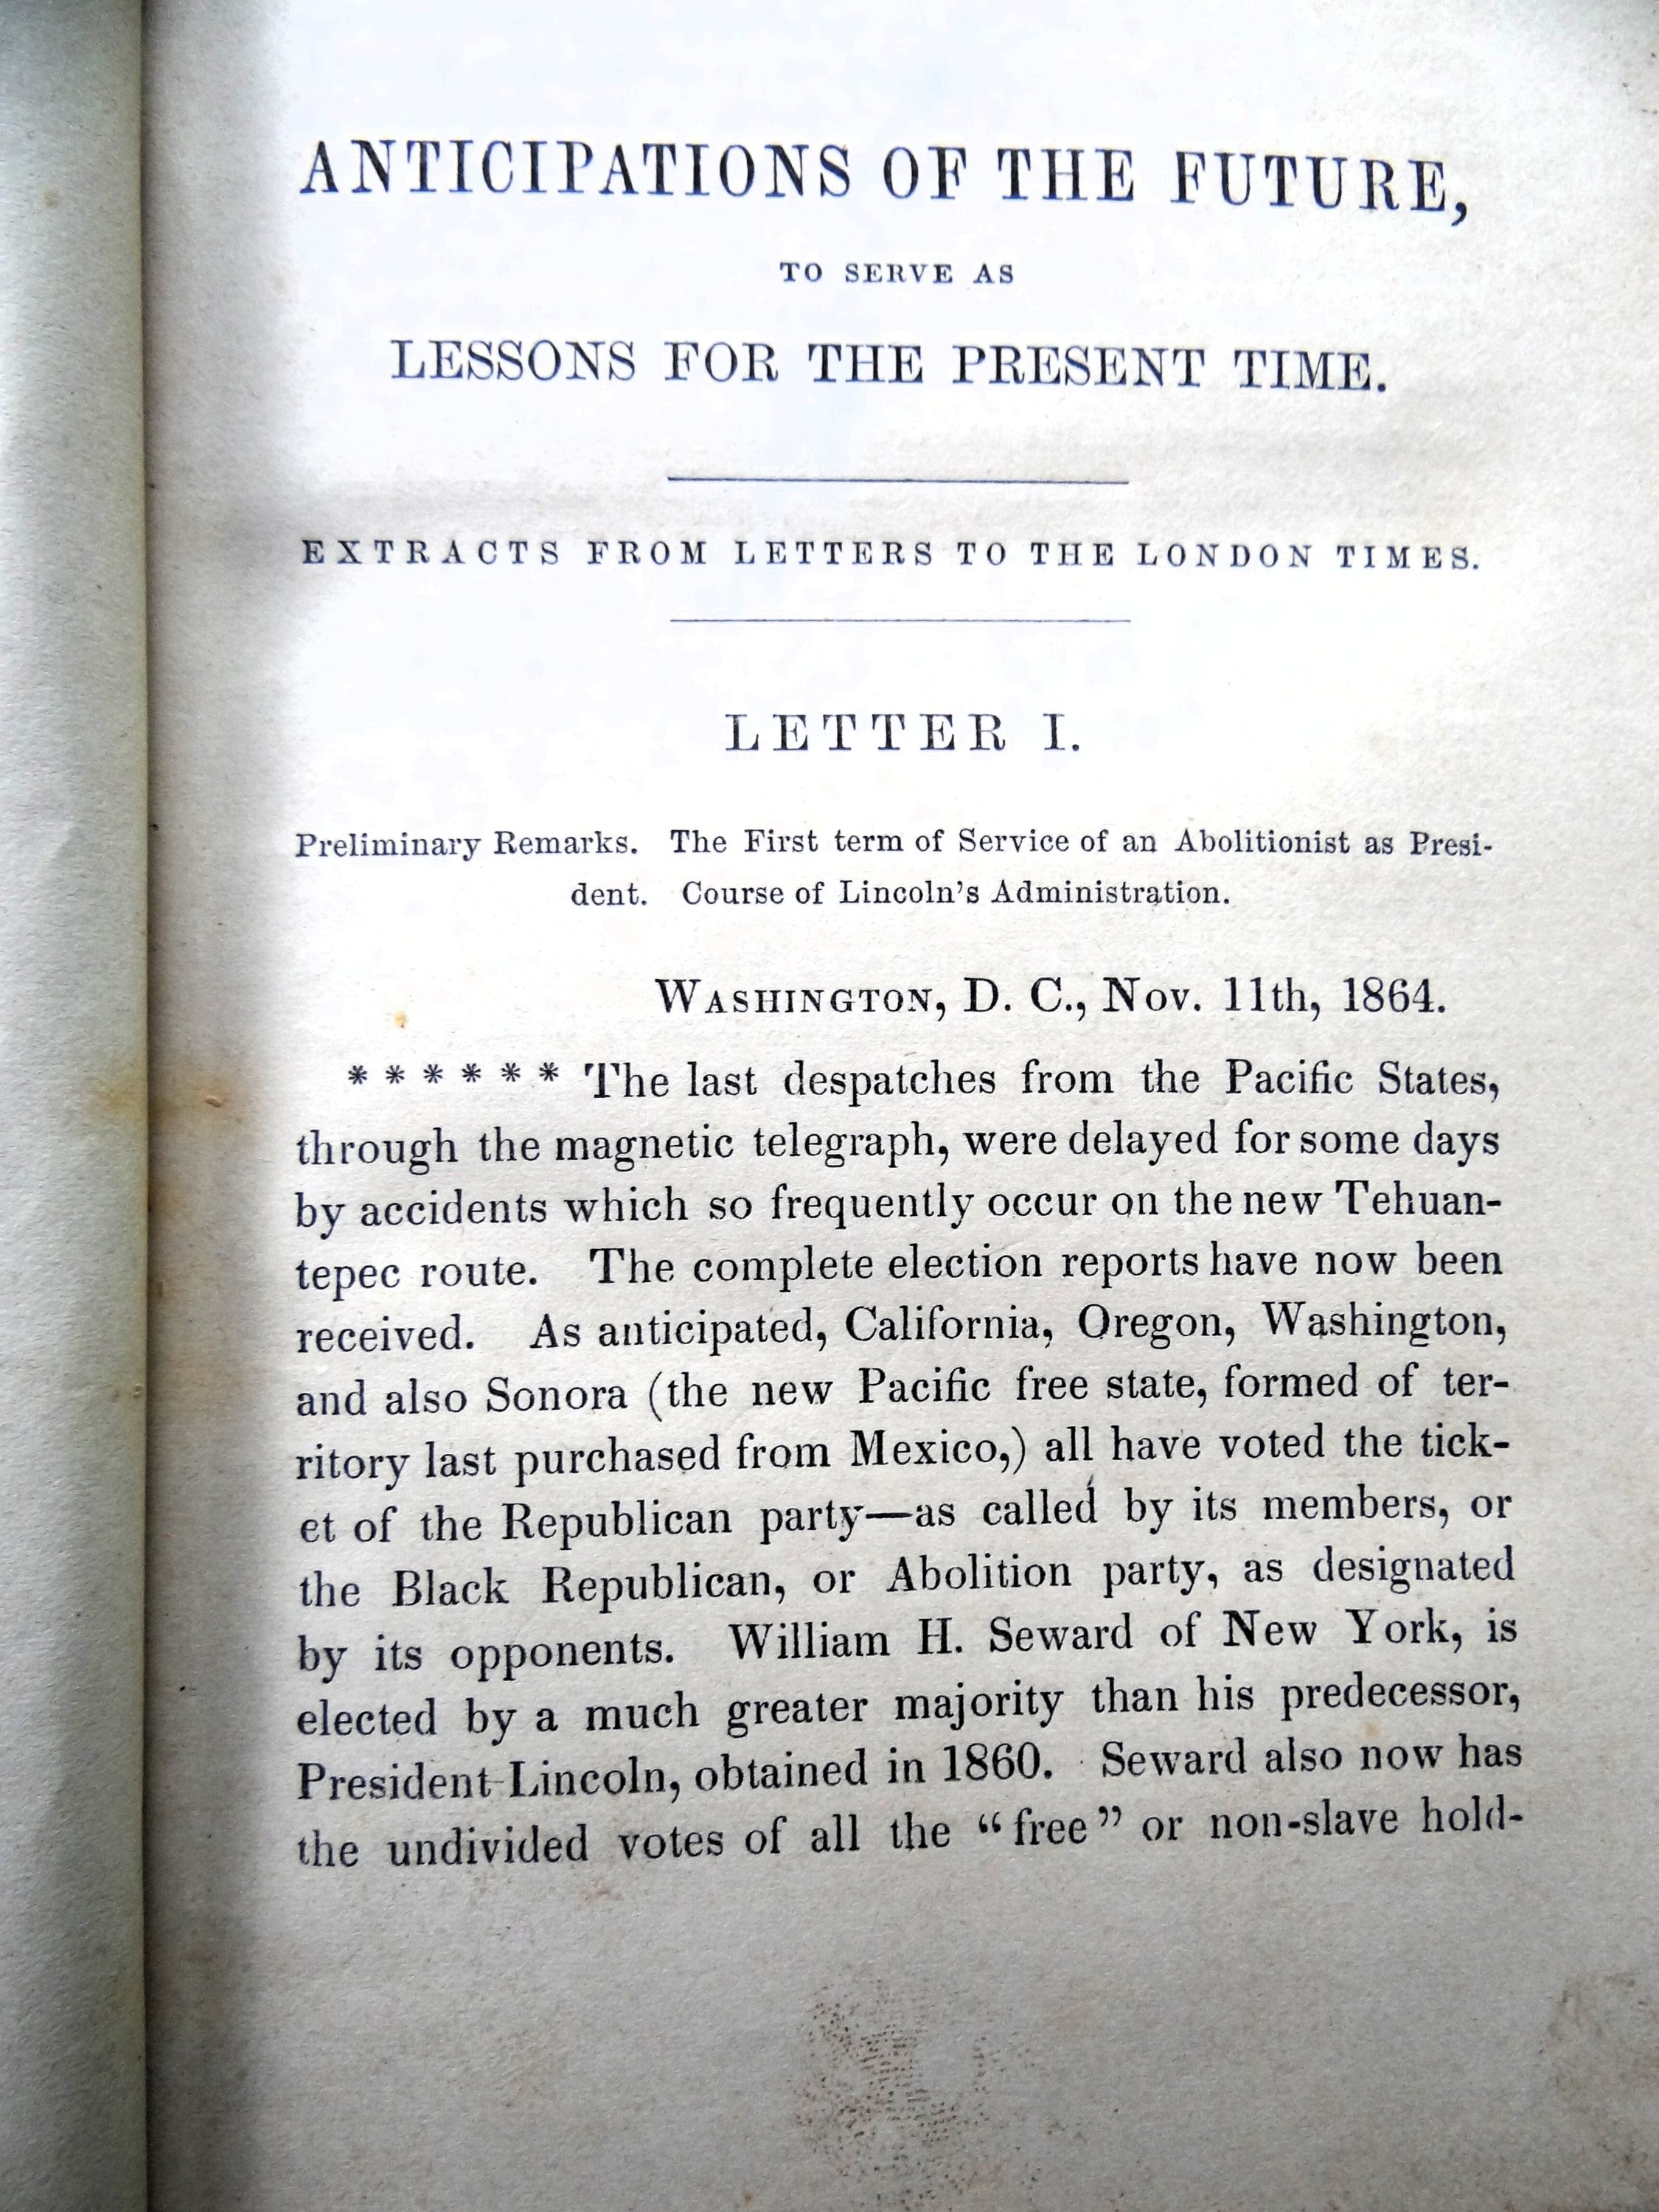 ANTICIPATIONS OF THE FUTURE,
TO SERVE AS
LESSONS FOR THE PRESENT TIME.
EXTRACTS FROM LETTERS TO THE LONDON TIMES.
LETTER I.
Preliminary Remarks. The First term of Service of an Abolitionist as Presi-
dent. Course of Lincoln's Administration.
WASHINGTON, D. C., Nov. 11th, 1864.
* * * * * * The last despatches from the Pacific States,
through the magnetic telegraph, were delayed for some days
by accidents which so frequently occur on the new Tehuan-
tepec route. The complete election reports have now been
received. As anticipated, California, Oregon, Washington,
and also Sonora (the new Pacific free state, formed of ter-
ritory last purchased from Mexico,) all have voted the tick-
et of the Republican party—as called by its members, or
the Black Republican, or Abolition party, as designated
by its opponents. William H. Seward of New York, is
elected by a much greater majority than his predecessor,
President Lincoln, obtained in 1860. Seward also now has
the undivided votes of all the “free” or non-slave hold-